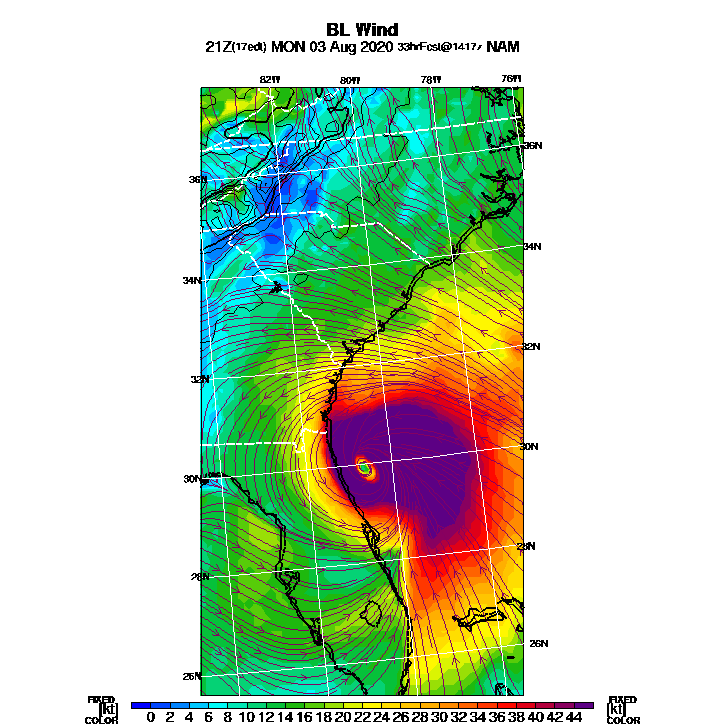 BL Wind
21Z(17edt) MON 03 Aug 2020 33hrFcst@1417z NAM
82W 80W 78W 76W
36N
36N
34N
34N
32N
32N
30N
30N
28N
28N
26N
26N
FIXED FIXED
[kt] 0 2 4 6 8 10 12 14 16 18 20 22 24 26 28 30 32 34 36 38 40 42 44 [kt]
COLOR COLOR